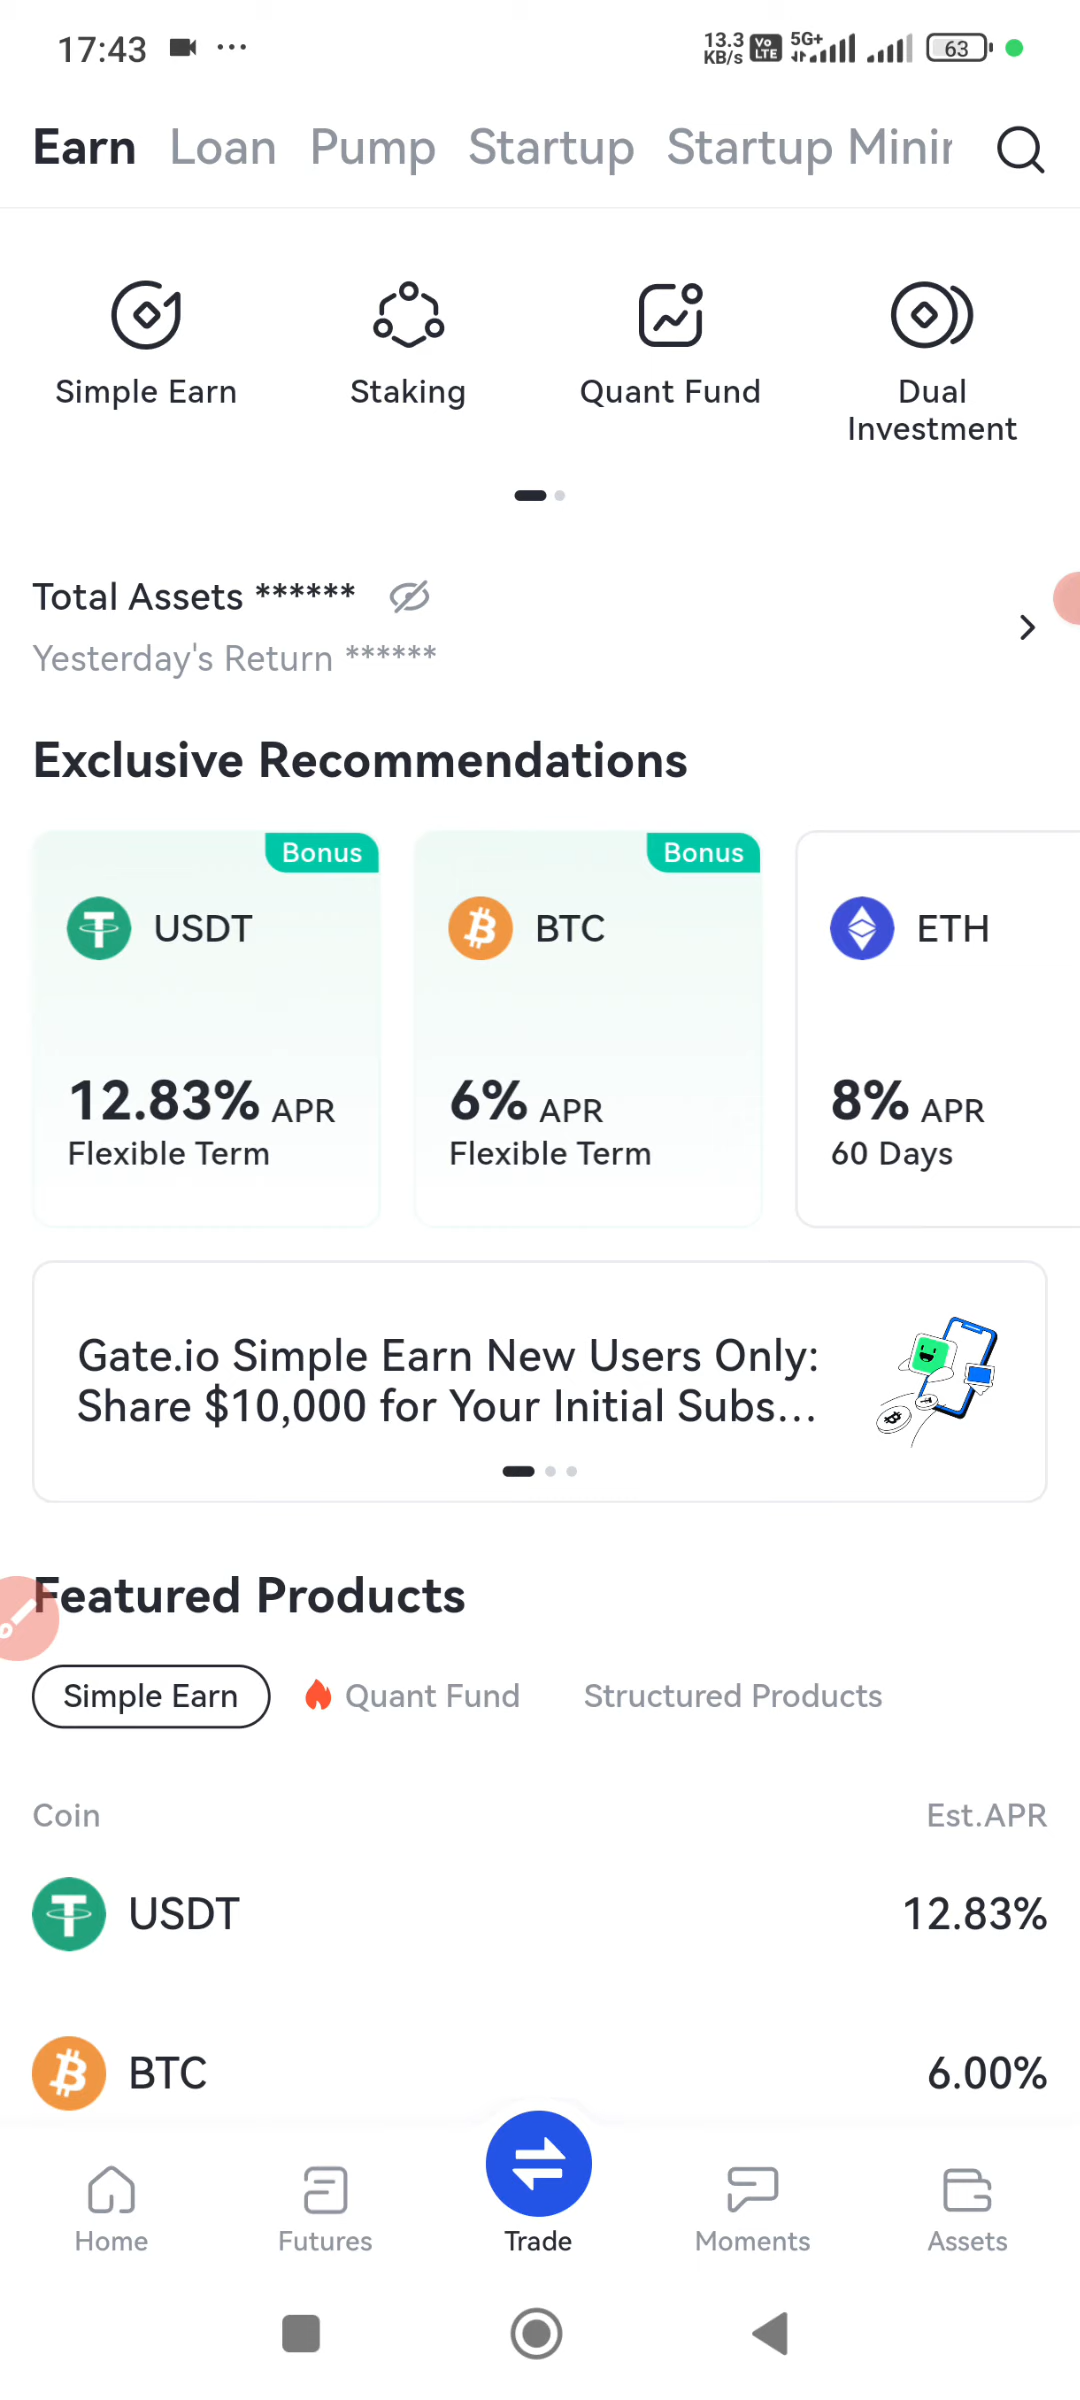 17:43 ...
13.3 KB/s Vo LTE 5G+ 63
Earn Loan Pump Startup Startup Minin
Simple Earn Staking Quant Fund Dual Investment
Total Assets ******
Yesterday's Return ******
Exclusive Recommendations
Bonus Bonus
USDT BTC ETH
12.83% APR 6% APR 8% APR
Flexible Term Flexible Term 60 Days
Gate.io Simple Earn New Users Only:
Share $10,000 for Your Initial Subs...
Featured Products
Simple Earn Quant Fund Structured Products
Coin Est.APR
USDT 12.83%
BTC 6.00%
Home Futures Trade Moments Assets